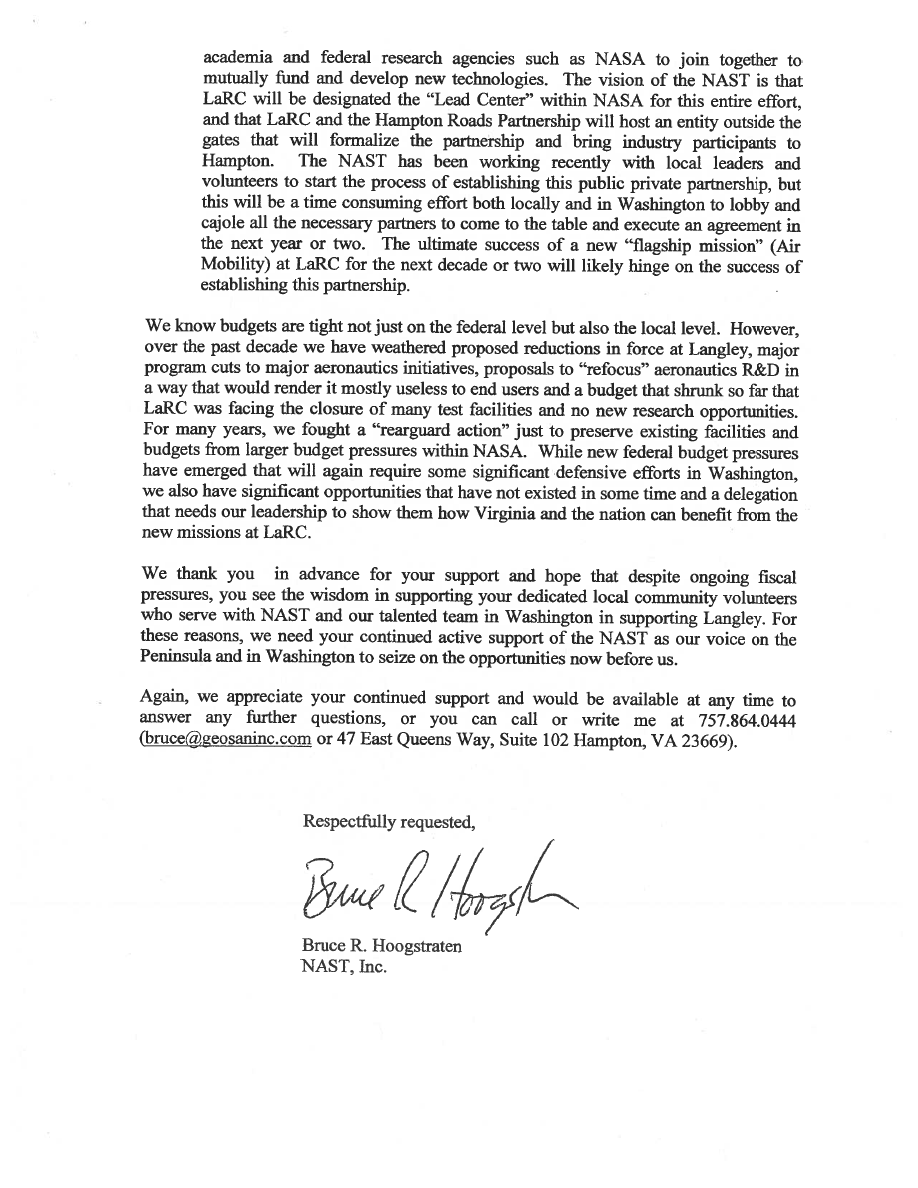 academia and federal research agencies such as NASA to join together to
mutually fund and develop new technologies. The vision of the NAST is that
LaRC will be designated the “Lead Center” within NASA for this entire effort,
and that LaRC and the Hampton Roads Partnership will host an entity outside the
gates that will formalize the partnership and bring industry participants to
Hampton. The NAST has been working recently with local leaders and
volunteers to start the process of establishing this public private partnership, but
this will be a time consuming effort both locally and in Washington to lobby and
cajole all the necessary partners to come to the table and execute an agreement in
the next year or two. The ultimate success of a new “flagship mission” (Air
Mobility) at LaRC for the next decade or two will likely hinge on the success of
establishing this partnership.
We know budgets are tight not just on the federal level but also the local level. However,
over the past decade we have weathered proposed reductions in force at Langley, major
program cuts to major aeronautics initiatives, proposals to “refocus” aeronautics R&D in
a way that would render it mostly useless to end users and a budget that shrunk so far that
LaRC was facing the closure of many test facilities and no new research opportunities.
For many years, we fought a “rearguard action” just to preserve existing facilities and
budgets from larger budget pressures within NASA. While new federal budget pressures
have emerged that will again require some significant defensive efforts in Washington,
we also have significant opportunities that have not existed in some time and a delegation
that needs our leadership to show them how Virginia and the nation can benefit from the
new missions at LaRC.
We thank you in advance for your support and hope that despite ongoing fiscal
pressures, you see the wisdom in supporting your dedicated local community volunteers
who serve with NAST and our talented team in Washington in supporting Langley. For
these reasons, we need your continued active support of the NAST as our voice on the
Peninsula and in Washington to seize on the opportunities now before us.
Again, we appreciate your continued support and would be available at any time to
answer any further questions, or you can call or write me at 757.864.0444
(bruce@geosaninc.com or 47 East Queens Way, Suite 102 Hampton, VA 23669).
Respectfully requested,
Bruce R Hoogst
Bruce R. Hoogstraten
NAST, Inc.